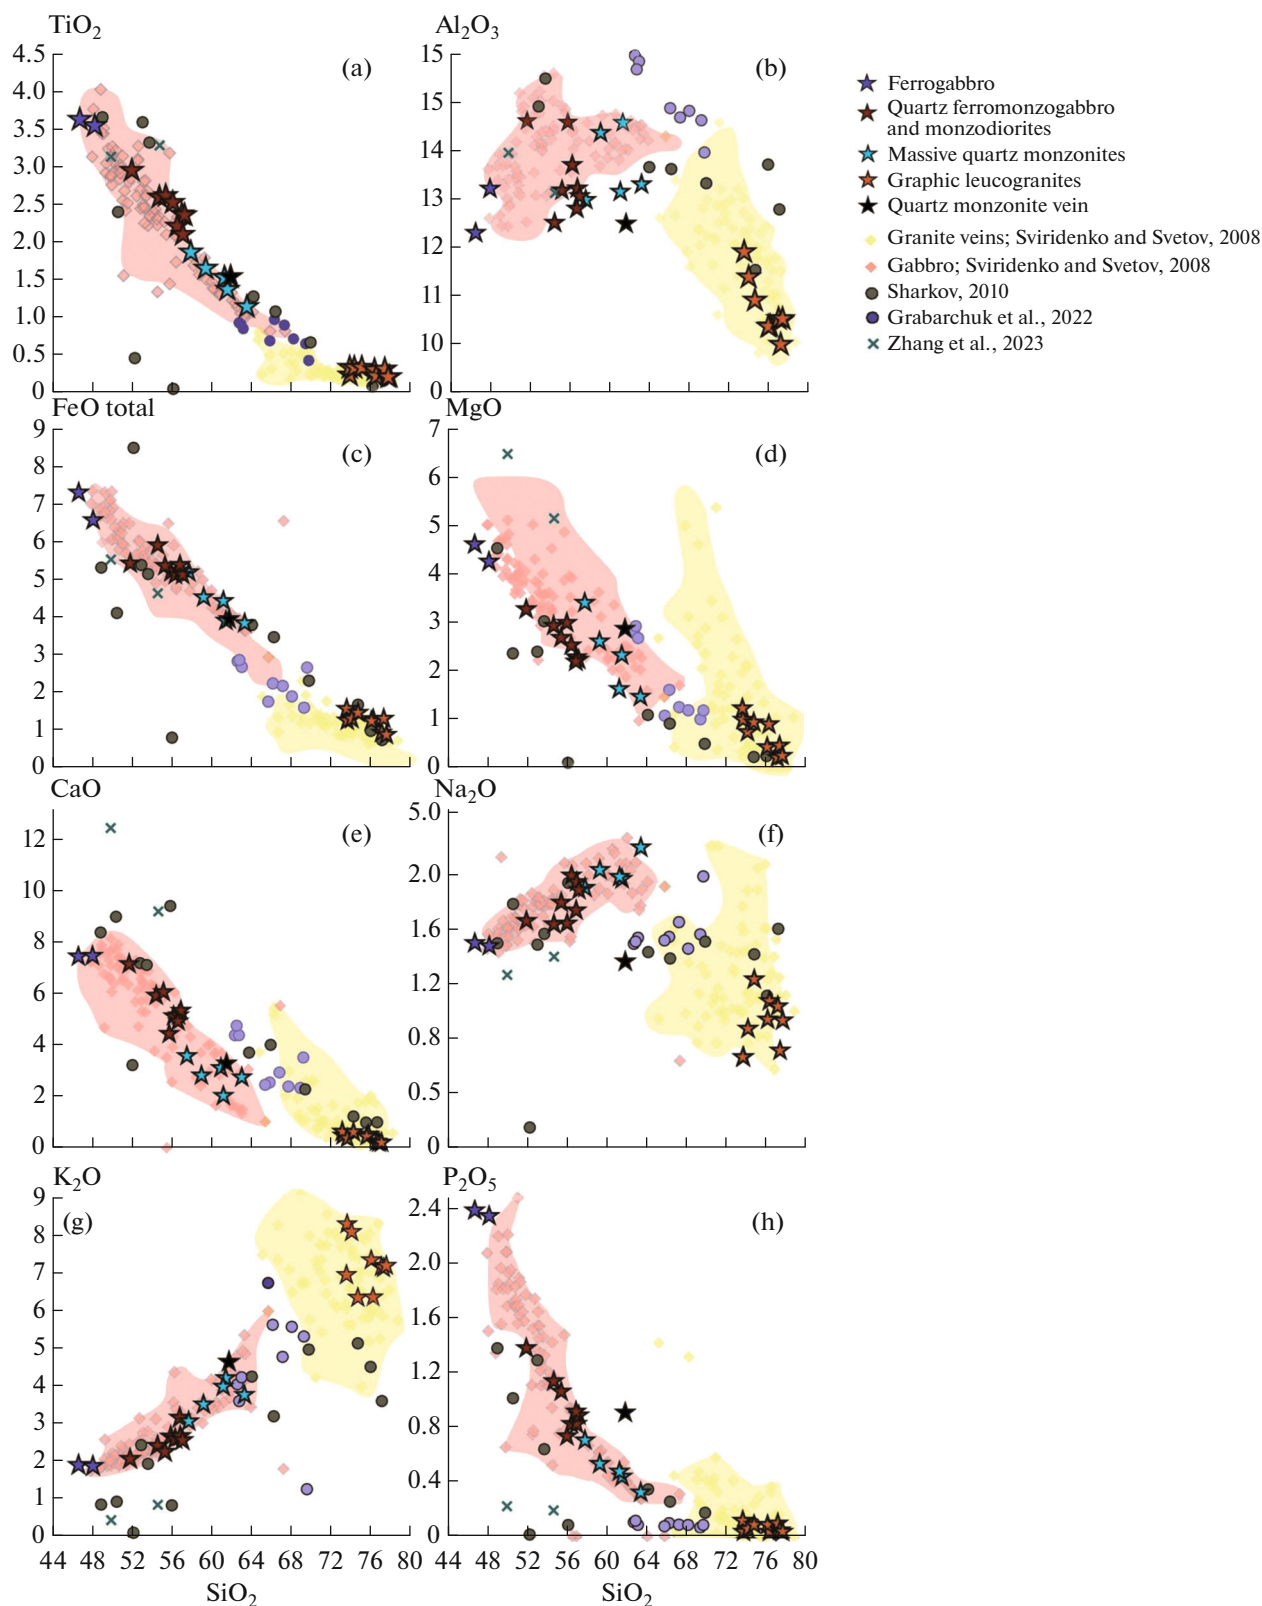 TiO2
4.5
4.0
3.5
3.0
2.5
2.0
1.5
1.0
0.5
0
(a)
Al2O3
15
15
14
13
12
11
10
(b)
Ferrogabbro
Quartz ferromonzogabbro
and monzodiorites
Massive quartz monzonites
Graphic leucogranites
Quartz monzonite vein
Granite veins; Sviridenko and Svetov, 2008
Gabbro; Sviridenko and Svetov, 2008
Sharkov, 2010
Grabarchuk et al., 2022
Zhang et al., 2023
FeO total
9
8
7
6
5
4
3
2
1
0
(c)
MgO
7
6
5
4
3
2
1
0
(d)
CaO
12
10
8
6
4
2
0
(e)
Na2O
5.0
2.0
1.6
1.2
0.8
0.5
0
(f)
K2O
9
8
7
6
5
4
3
2
1
0
(g)
44 48 52 56 60 64 68 72 76 80
SiO2
P2O5
2.4
2.0
1.6
1.2
0.8
0.4
0
(h)
44 48 52 56 60 64 68 72 76 80
SiO2